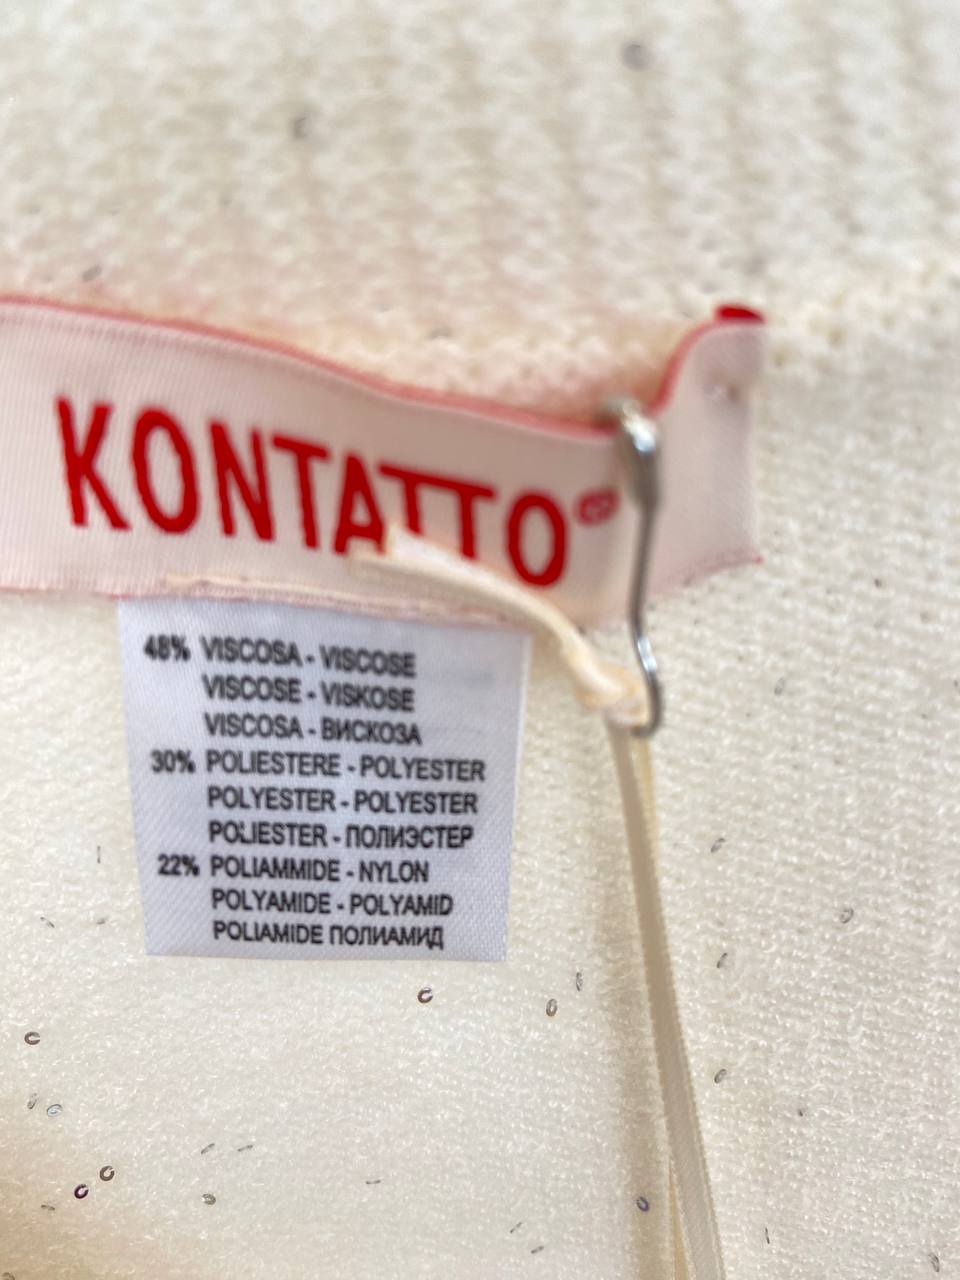 KONTATTO®
48% VISCOSA - VISCOSE
VISCOSE - VISKOSE
VISCOSA - ВИСКОЗА
30% POLIESTERE - POLYESTER
POLYESTER - POLYESTER
POLIESTER - ПОЛИЭСТЕР
22% POLIAMMIDE - NYLON
POLYAMIDE - POLYAMID
POLIAMIDE ПОЛИАМИД